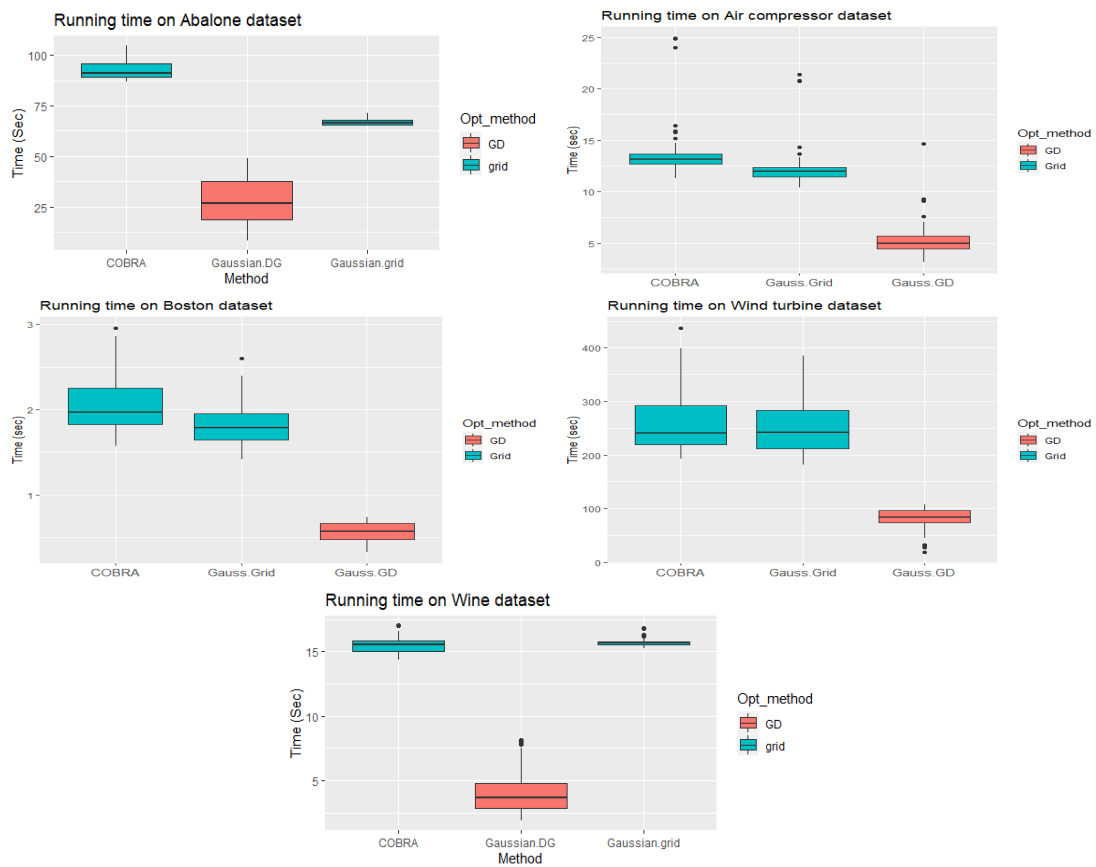 Running time on Abalone dataset
Time (Sec)
100
75
50
25
COBRA
Gaussian.DG
Gaussian.grid
Method
Opt_method
GD
grid
Running time on Air compressor dataset
Time (sec)
25
20
15
10
5
COBRA
Gauss.Grid
Gauss.GD
Opt_method
GD
Grid
Running time on Boston dataset
Time (sec)
3
2
1
COBRA
Gauss.Grid
Gauss.GD
Opt_method
GD
Grid
Running time on Wind turbine dataset
Time (sec)
400
300
200
100
0
COBRA
Gauss.Grid
Gauss.GD
Opt_method
GD
Grid
Running time on Wine dataset
Time (Sec)
15
10
5
COBRA
Gaussian.DG
Gaussian.grid
Method
Opt_method
GD
grid